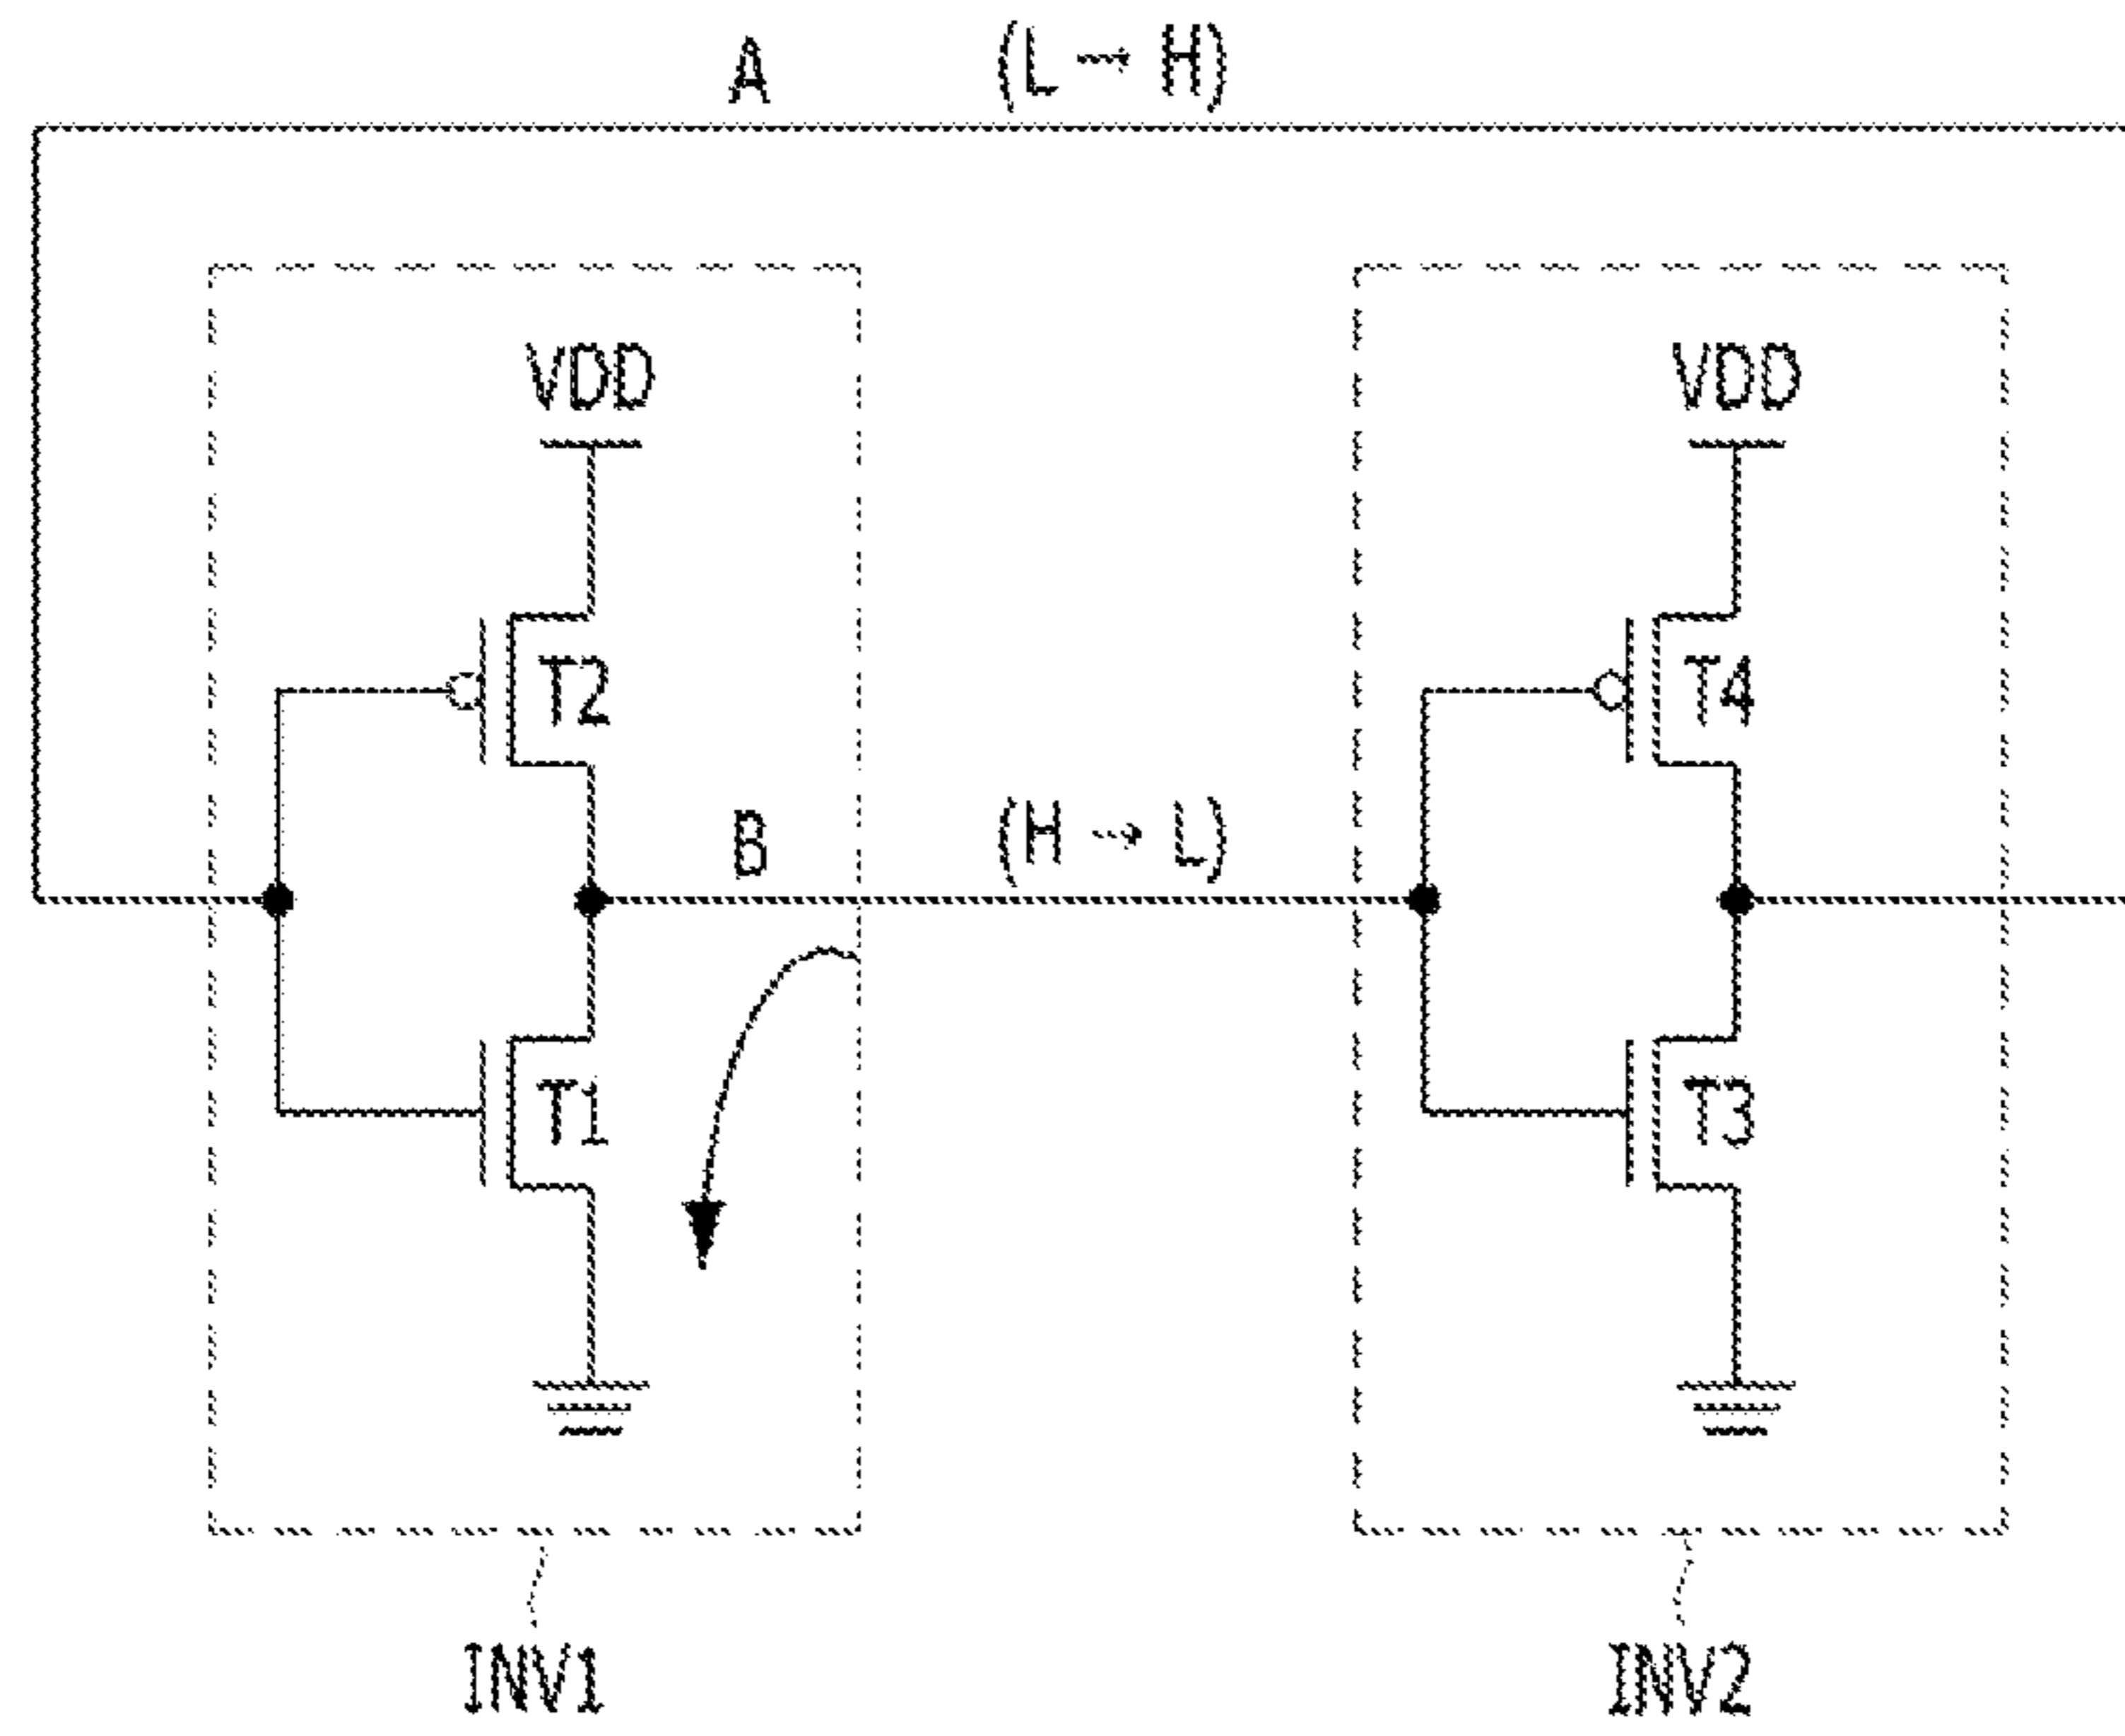 A (L → H)
VDD VDD
T2 T4
B (H → L)
T1 T3
INV1 INV2